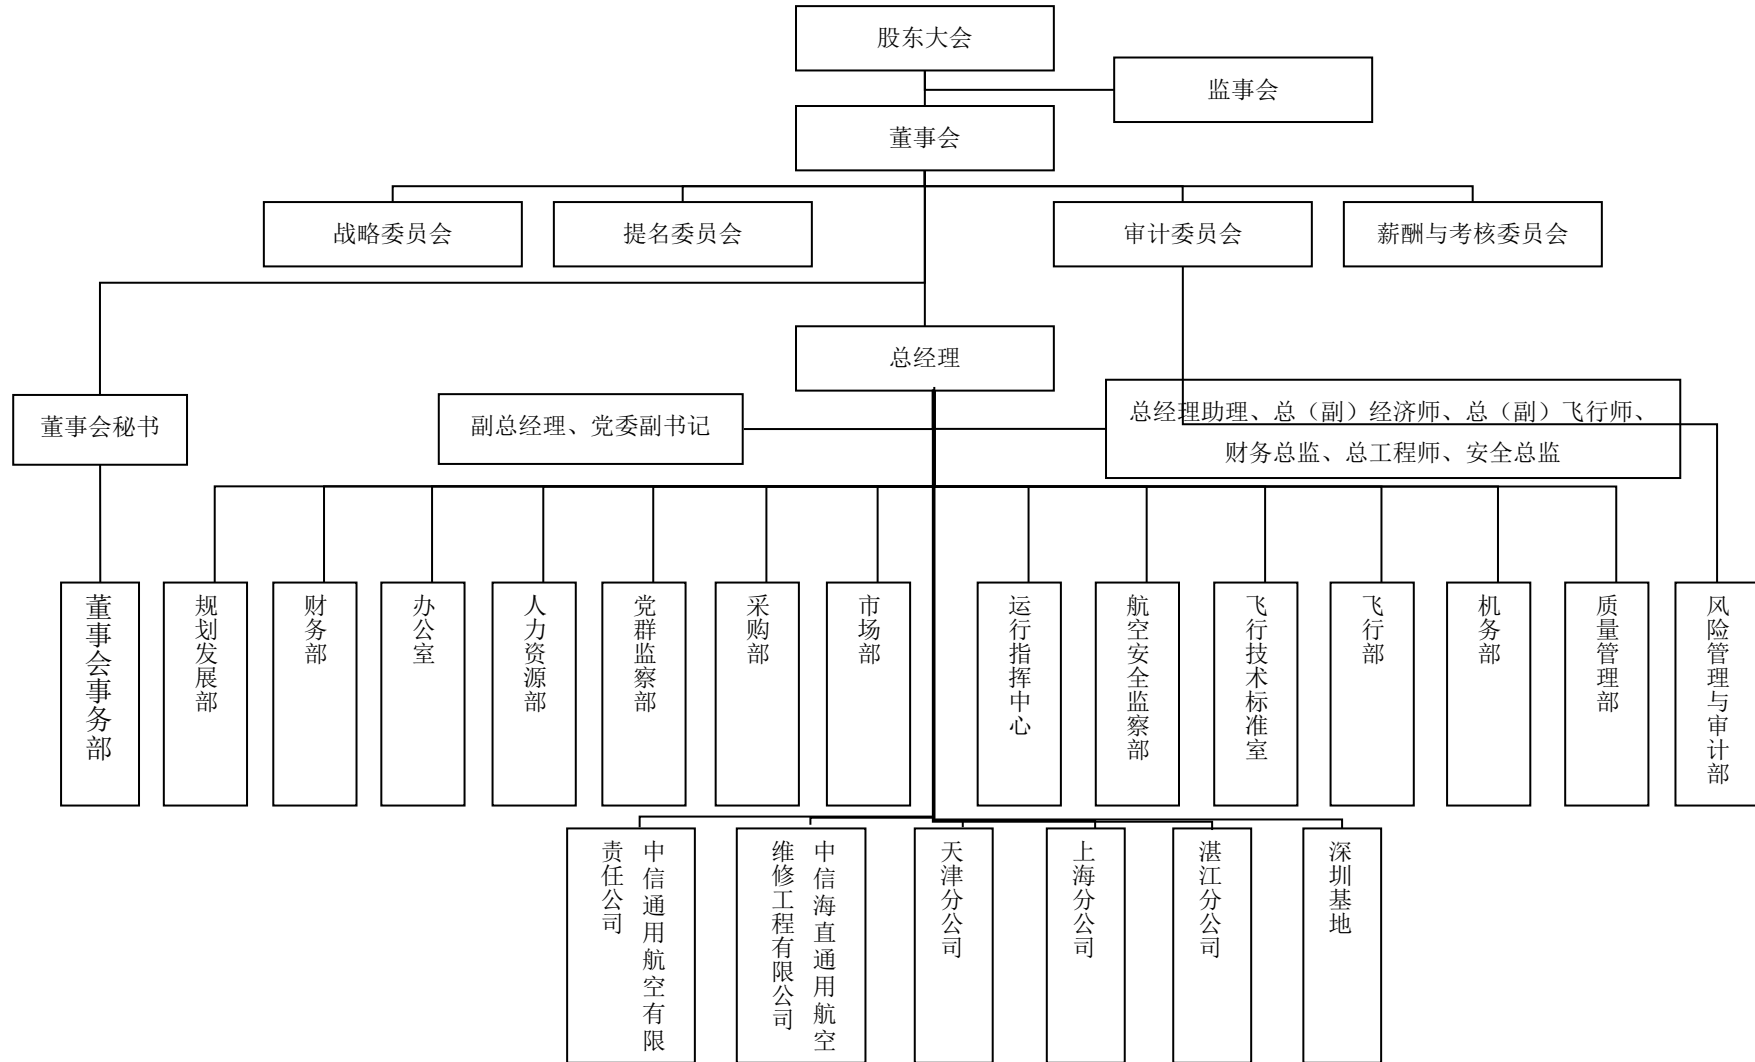 股东大会
监事会
董事会
战略委员会
提名委员会
审计委员会
薪酬与考核委员会
总经理
董事会秘书
副总经理、党委副书记
总经理助理、总（副）经济师、总（副）飞行师、
财务总监、总工程师、安全总监
董事会事务部
规划发展部
财务部
办公室
人力资源部
党群监察部
采购部
市场部
运行指挥中心
航空安全监察部
飞行技术标准室
飞行部
机务部
质量管理部
风险管理与审计部
中信通用航空有限
责任公司
中信海直通用航空
维修工程有限公司
天津分公司
上海分公司
湛江分公司
深圳基地